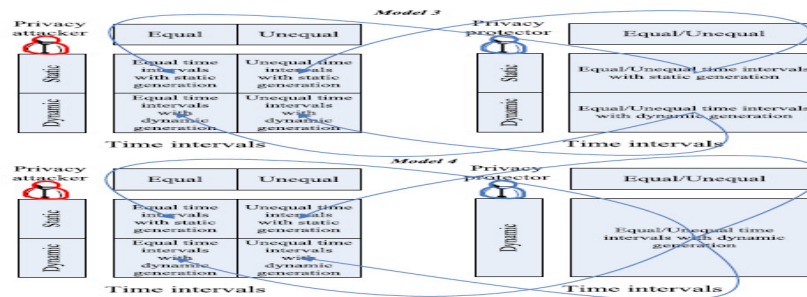 Model 3
Privacy attacker
Equal
Unequal
Privacy protector
Equal/Unequal
Static
Equal time intervals with static generation
Unequal time intervals with static generation
Static
Equal/Unequal time intervals with static generation
Dynamic
Equal time intervals with dynamic generation
Unequal time intervals with dynamic generation
Dynamic
Equal/Unequal time intervals with dynamic generation
Time intervals
Time intervals
Model 4
Privacy attacker
Equal
Unequal
Privacy protector
Equal/Unequal
Static
Equal time intervals with static generation
Unequal time intervals with static generation
Dynamic
Equal time intervals with dynamic generation
Unequal time intervals with dynamic generation
Dynamic
Equal/Unequal time intervals with dynamic generation
Time intervals
Time intervals